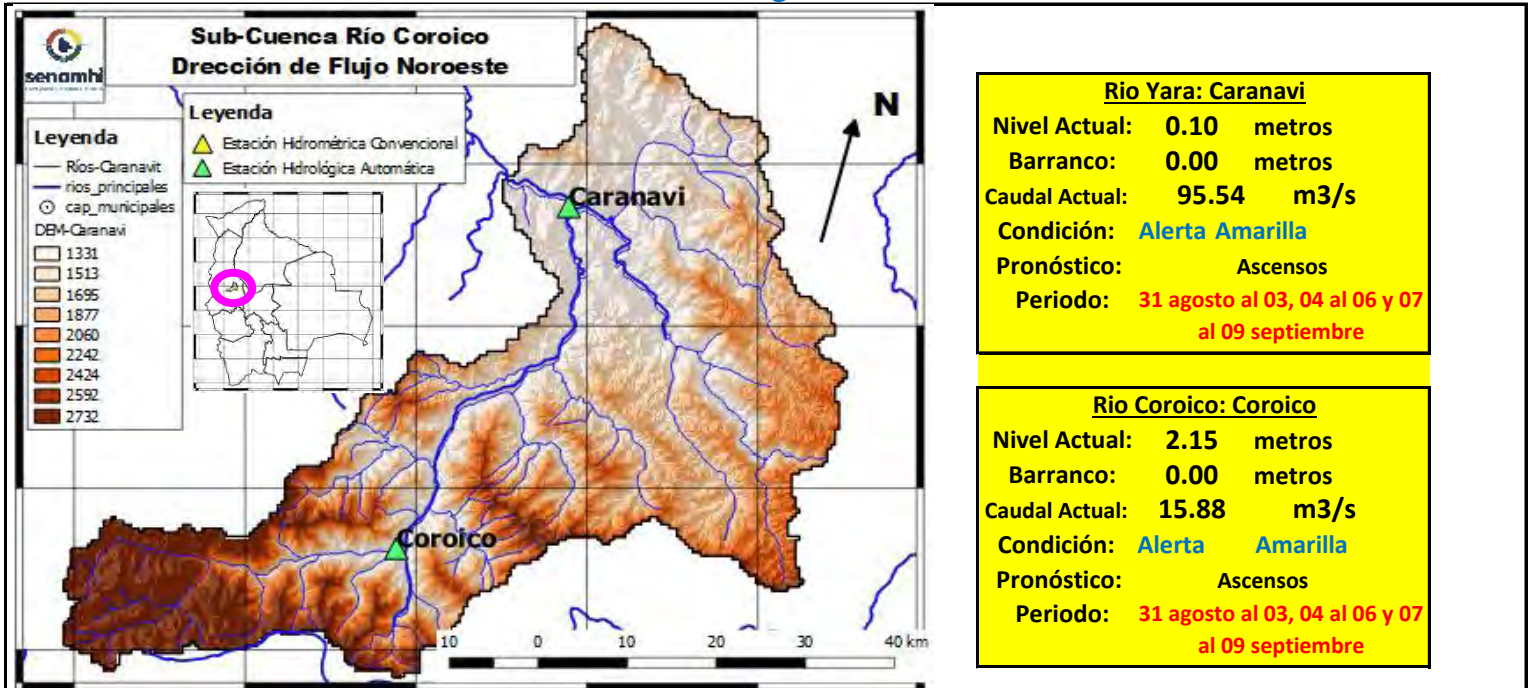 Sub-Cuenca Río Coroico
Drección de Flujo Noroeste
senamhi
Leyenda
Estación Hidrométrica Convencional
Estación Hidrológica Automática
Leyenda
Ríos-Caranavit
rios_principales
cap_municipales
DEM-Caranavi
1331
1513
1695
1877
2060
2242
2424
2592
2732
N
Caranavi
Coroico
10 0 10 20 30 40 km
Rio Yara: Caranavi
Nivel Actual: 0.10 metros
Barranco: 0.00 metros
Caudal Actual: 95.54 m3/s
Condición: Alerta Amarilla
Pronóstico: Ascensos
Periodo: 31 agosto al 03, 04 al 06 y 07
al 09 septiembre
Rio Coroico: Coroico
Nivel Actual: 2.15 metros
Barranco: 0.00 metros
Caudal Actual: 15.88 m3/s
Condición: Alerta Amarilla
Pronóstico: Ascensos
Periodo: 31 agosto al 03, 04 al 06 y 07
al 09 septiembre